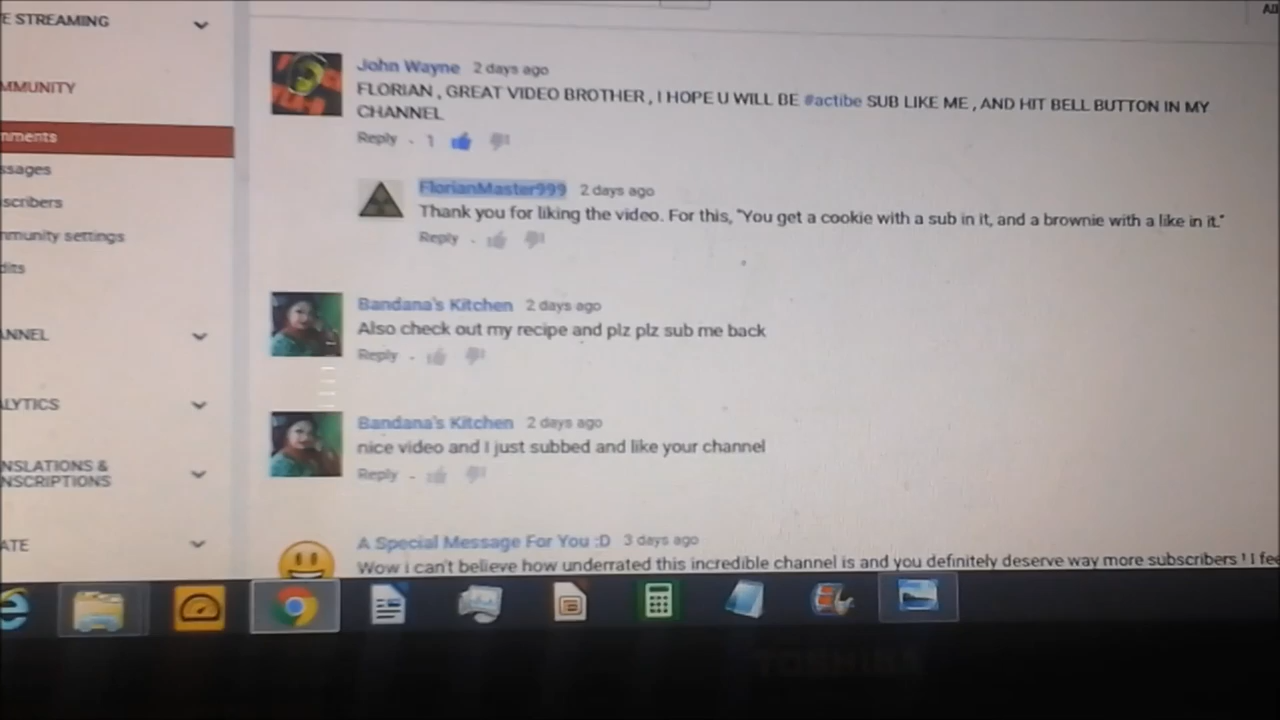 E STREAMING
John Wayne 2 days ago
FLORIAN , GREAT VIDEO BROTHER , I HOPE U WILL BE #actibe SUB LIKE ME , AND HIT BELL BUTTON IN MY
CHANNEL
Reply · 1
MMUNITY
mments
ssages
scribers
mmunity settings
dits
FlorianMaster999 2 days ago
Thank you for liking the video. For this, "You get a cookie with a sub in it, and a brownie with a like in it."
Reply ·
Bandana's Kitchen 2 days ago
Also check out my recipe and plz plz sub me back
Reply ·
ANNEL
LYTICS
Bandana's Kitchen 2 days ago
nice video and I just subbed and like your channel
Reply ·
NSLATIONS &
NSCRIPTIONS
ATE
A Special Message For You :D 3 days ago
Wow i can't believe how underrated this incredible channel is and you definitely deserve way more subscribers ! I fee
TOSHIBA